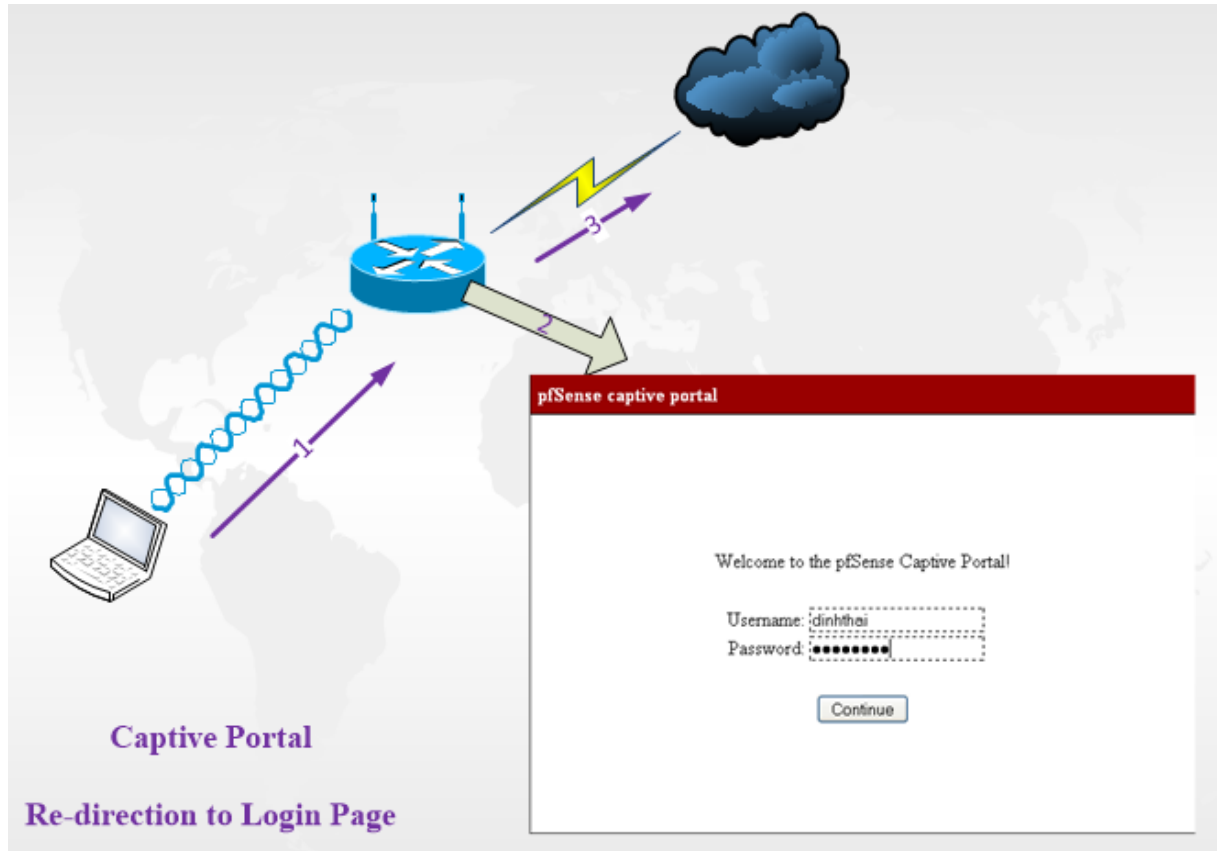 3
2
1
pfSense captive portal
Welcome to the pfSense Captive Portal!
Username: dinhthai
Password: ●●●●●●●●
Continue
Captive Portal
Re-direction to Login Page